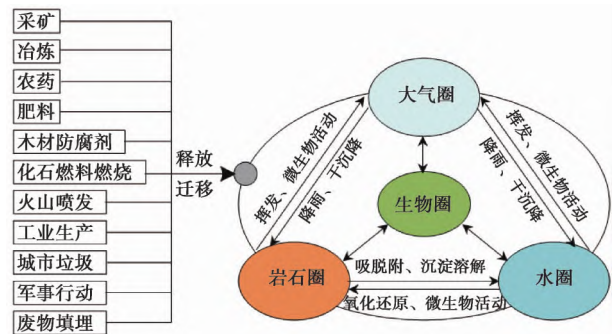 采矿
冶炼
农药
肥料
木材防腐剂
化石燃料燃烧
火山喷发
工业生产
城市垃圾
军事行动
废物填埋
释放
迁移
大气圈
挥发、微生物活动
降雨、干沉降
挥发、微生物活动
降雨、干沉降
生物圈
岩石圈
吸脱附、沉淀溶解
氧化还原、微生物活动
水圈